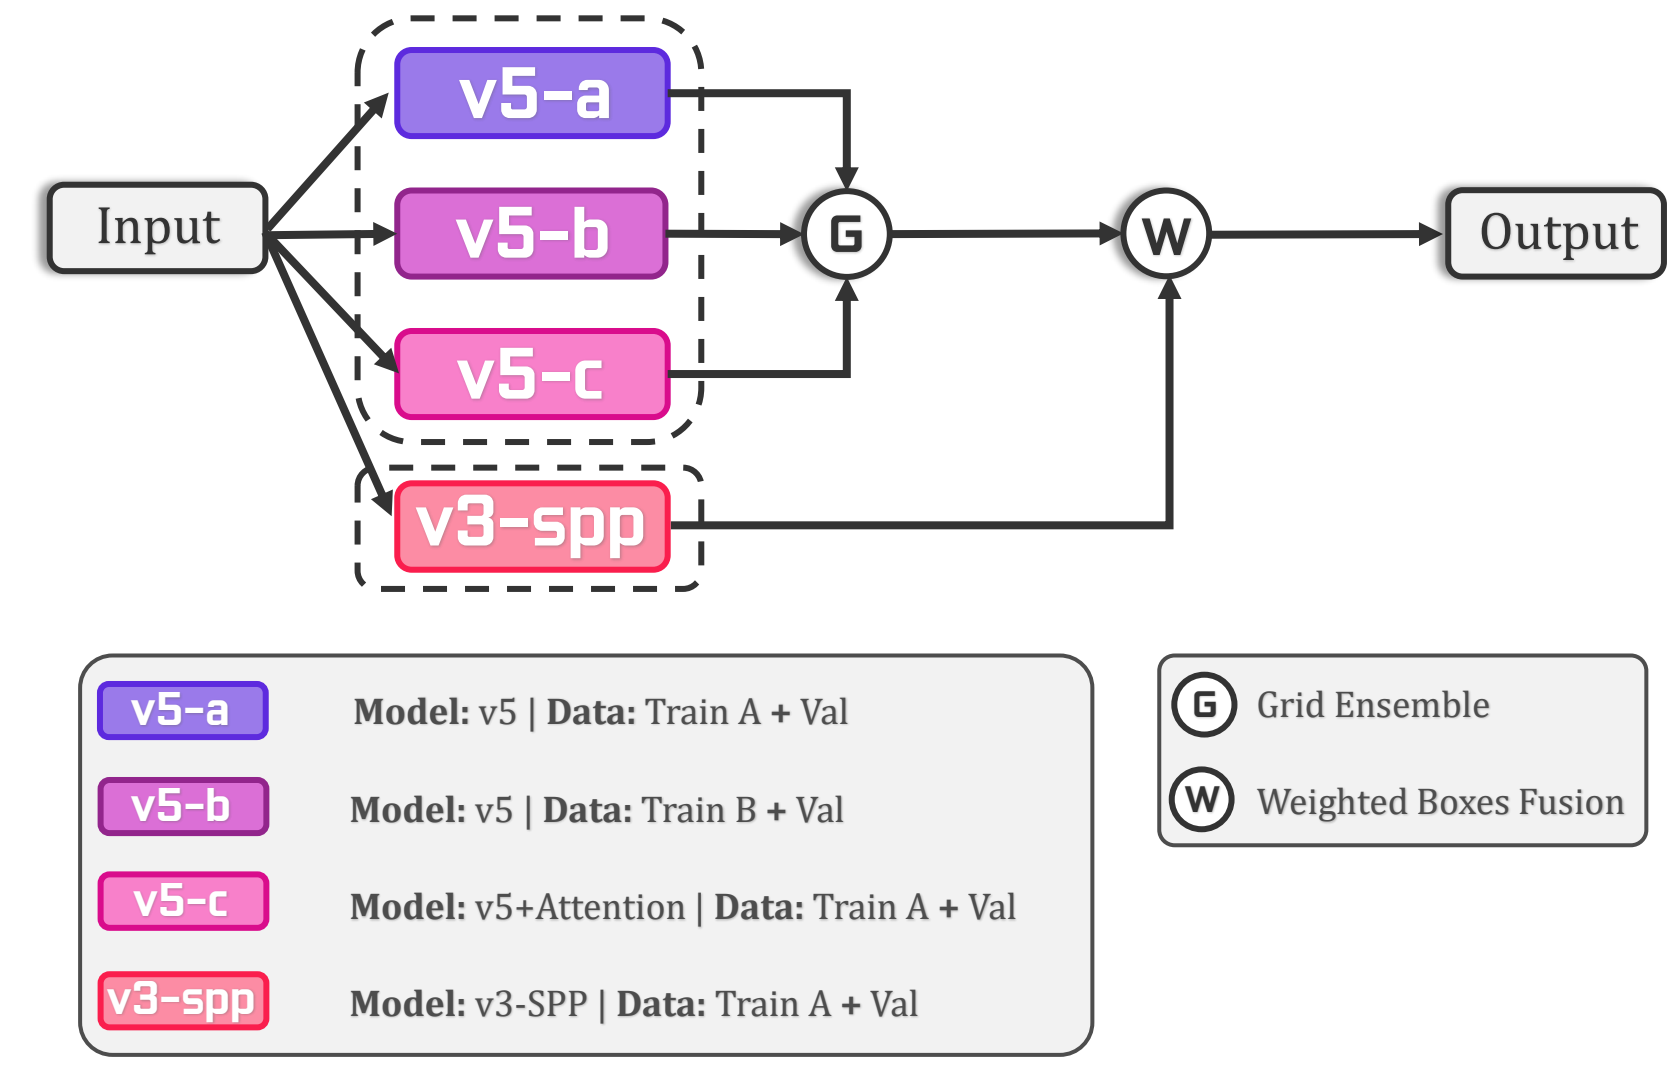 v5-a
Input
v5-b
G
W
Output
v5-c
v3-spp
v5-a Model: v5 | Data: Train A + Val
v5-b Model: v5 | Data: Train B + Val
v5-c Model: v5+Attention | Data: Train A + Val
v3-spp Model: v3-SPP | Data: Train A + Val
G Grid Ensemble
W Weighted Boxes Fusion